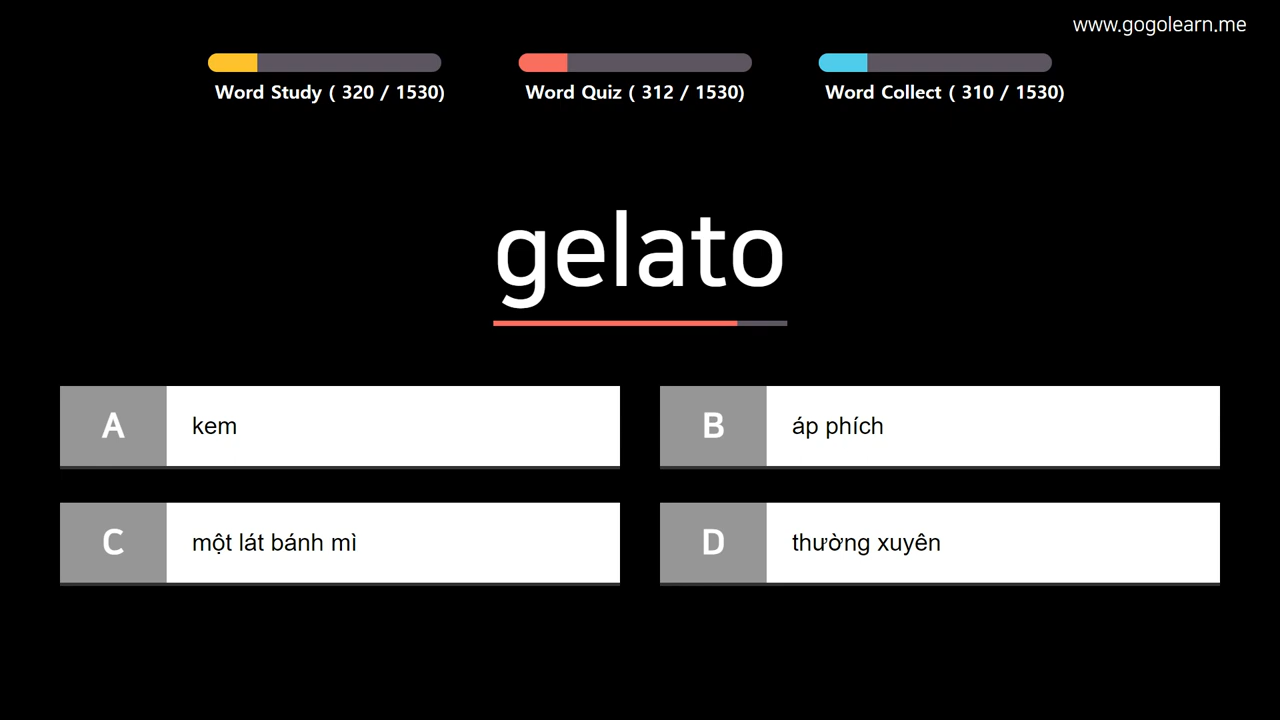 www.gogolearn.me
Word Study ( 320 / 1530)
Word Quiz ( 312 / 1530)
Word Collect ( 310 / 1530)
gelato
A kem
B áp phích
C một lát bánh mì
D thường xuyên